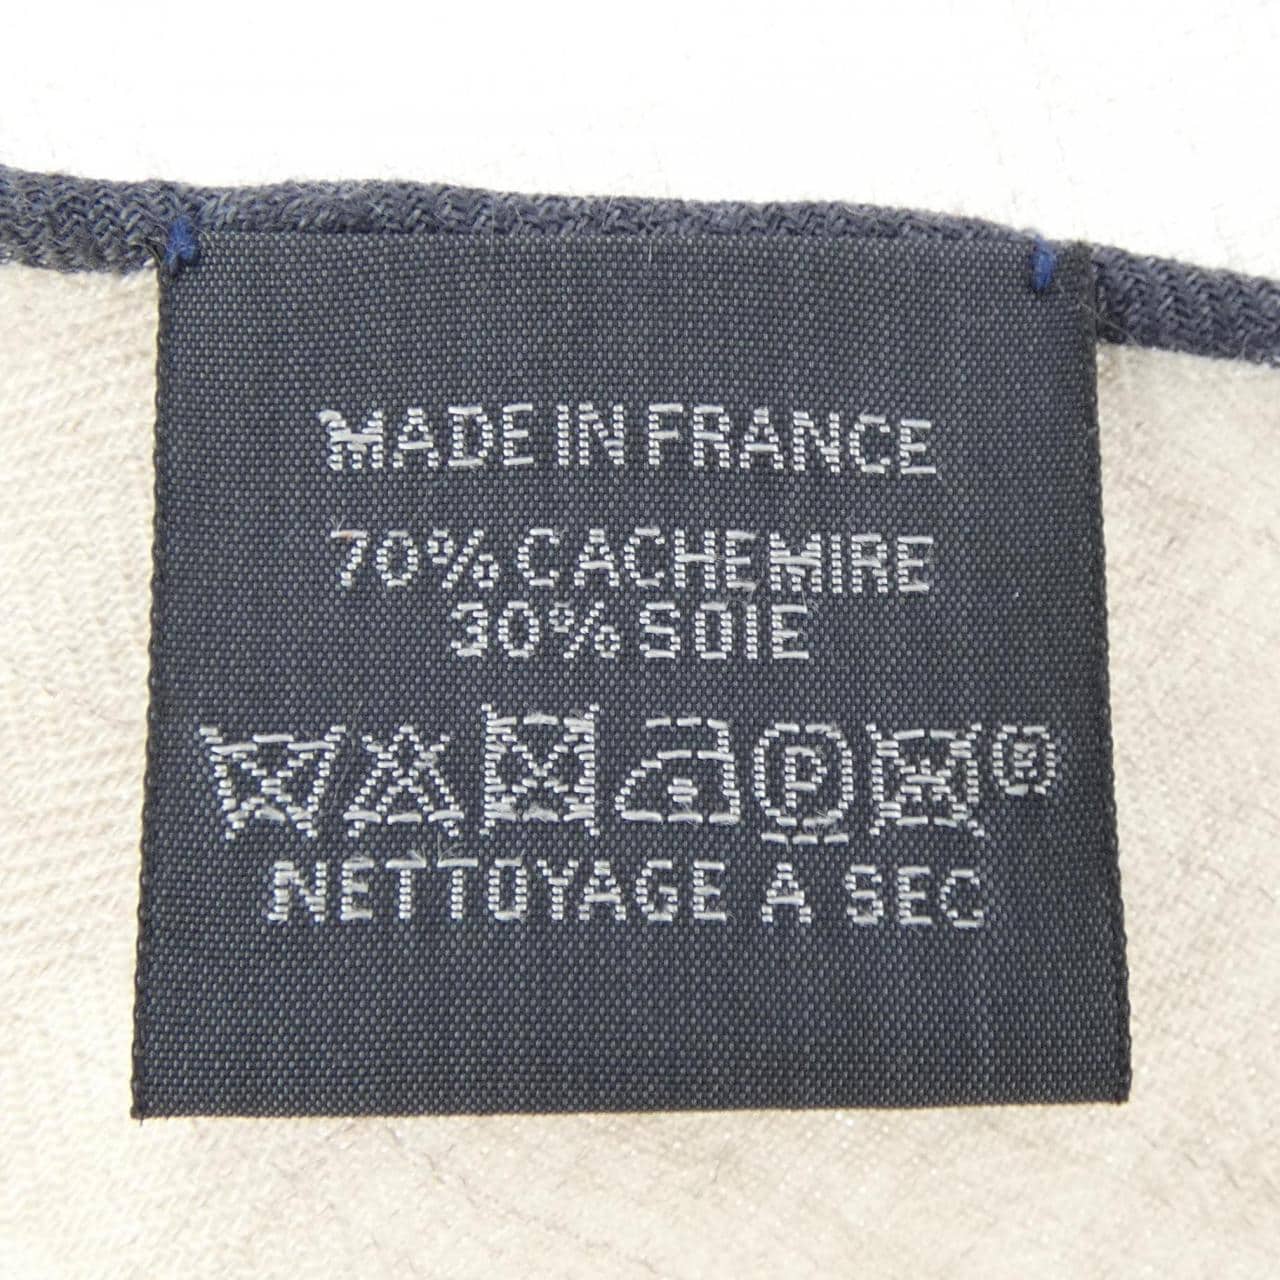 MADE IN FRANCE
70% CACHEMIRE
30% SOIE
P ®
NETTOYAGE A SEC